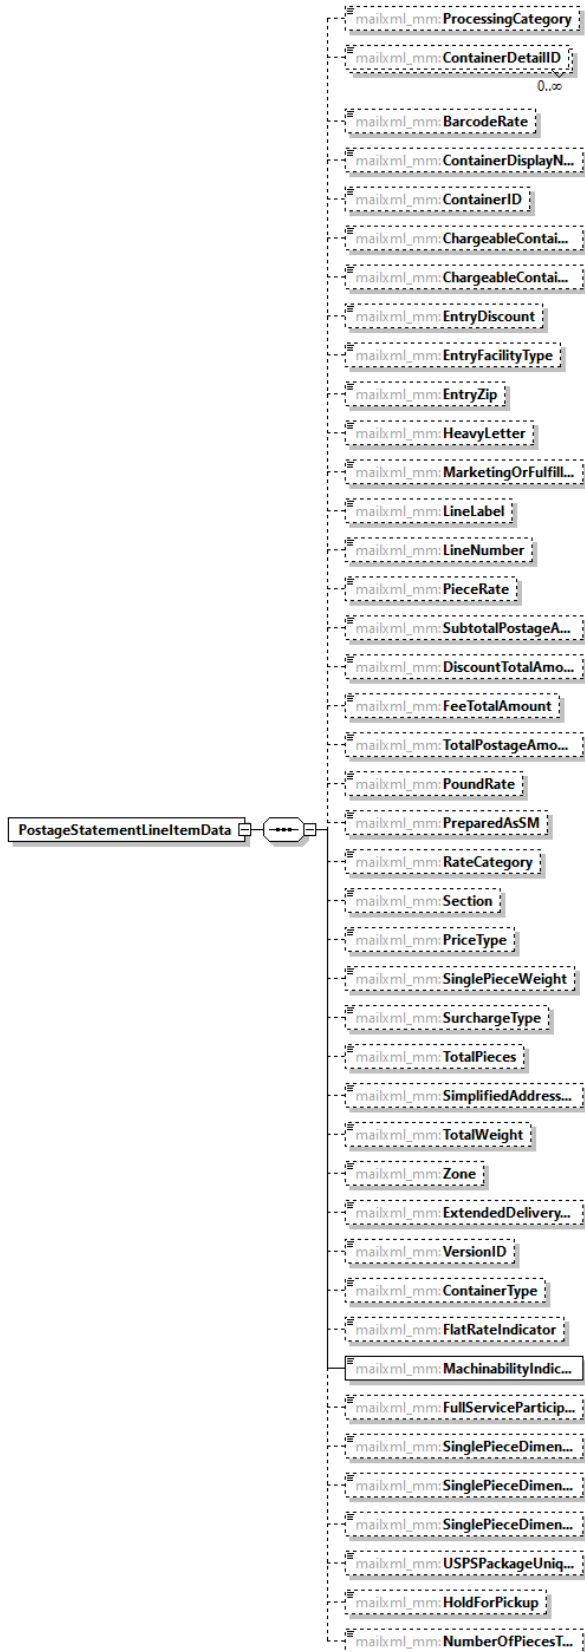 mailxml_mm:ProcessingCategory
mailxml_mm:ContainerDetailID
0..∞
mailxml_mm:BarcodeRate
mailxml_mm:ContainerDisplayN...
mailxml_mm:ContainerID
mailxml_mm:ChargeableContai...
mailxml_mm:ChargeableContai...
mailxml_mm:EntryDiscount
mailxml_mm:EntryFacilityType
mailxml_mm:EntryZip
mailxml_mm:HeavyLetter
mailxml_mm:MarketingOrFulfill...
mailxml_mm:LineLabel
mailxml_mm:LineNumber
mailxml_mm:PieceRate
mailxml_mm:SubtotalPostageA...
mailxml_mm:DiscountTotalAmo...
mailxml_mm:FeeTotalAmount
mailxml_mm:TotalPostageAmo...
mailxml_mm:PoundRate
PostageStatementLineItemData
mailxml_mm:PreparedAsSM
mailxml_mm:RateCategory
mailxml_mm:Section
mailxml_mm:PriceType
mailxml_mm:SinglePieceWeight
mailxml_mm:SurchargeType
mailxml_mm:TotalPieces
mailxml_mm:SimplifiedAddress...
mailxml_mm:TotalWeight
mailxml_mm:Zone
mailxml_mm:ExtendedDelivery...
mailxml_mm:VersionID
mailxml_mm:ContainerType
mailxml_mm:FlatRateIndicator
mailxml_mm:MachinabilityIndic...
mailxml_mm:FullServiceParticip...
mailxml_mm:SinglePieceDimen...
mailxml_mm:SinglePieceDimen...
mailxml_mm:SinglePieceDimen...
mailxml_mm:USPSPackageUniq...
mailxml_mm:HoldForPickup
mailxml_mm:NumberOfPiecesT...